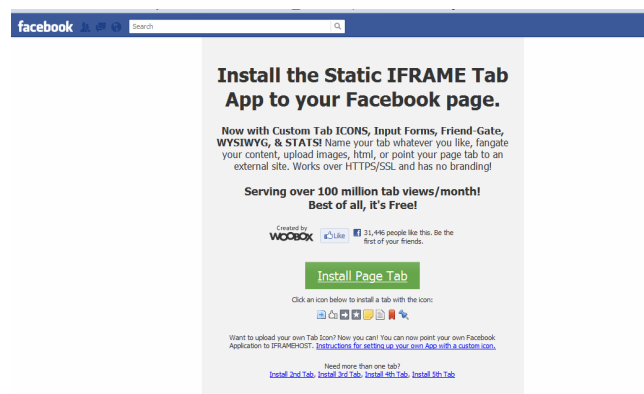 facebook
Search
Install the Static IFRAME Tab
App to your Facebook page.
Now with Custom Tab ICONS, Input Forms, Friend-Gate,
WYSIWYG, & STATS! Name your tab whatever you like, fangate
your content, upload images, html, or point your page tab to an
external site. Works over HTTPS/SSL and has no branding!
Serving over 100 million tab views/month!
Best of all, it's Free!
Created by
WOOBOX
Like
31,446 people like this. Be the
first of your friends.
Install Page Tab
Click an icon below to install a tab with the icon:
Want to upload your own Tab Icon? Now you can! You can now point your own Facebook
Application to IFRAMEHOST. Instructions for setting up your own App with a custom icon.
Need more than one tab?
Install 2nd Tab, Install 3rd Tab, Install 4th Tab, Install 5th Tab